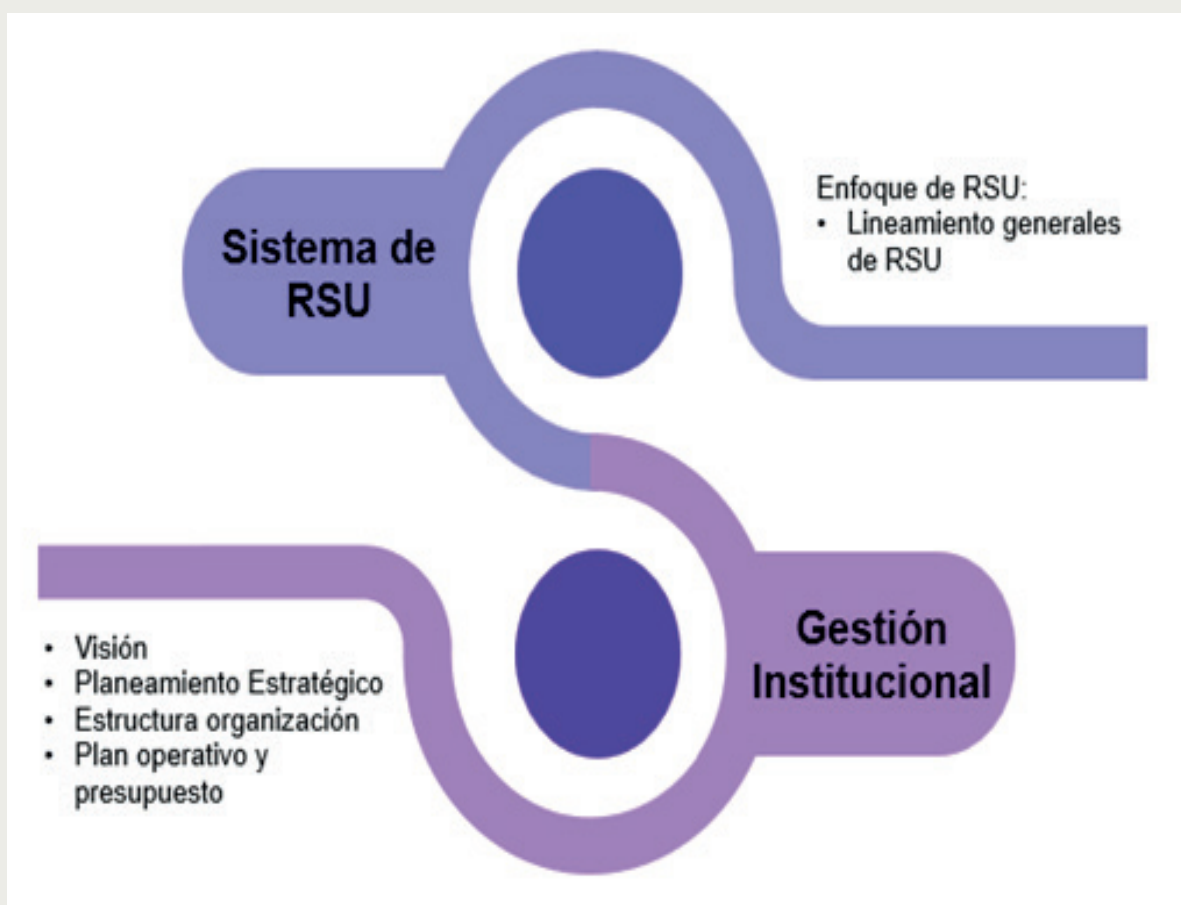 Sistema de
RSU
Enfoque de RSU:
• Lineamiento generales
de RSU
• Visión
• Planeamiento Estratégico
• Estructura organización
• Plan operativo y
presupuesto
Gestión
Institucional